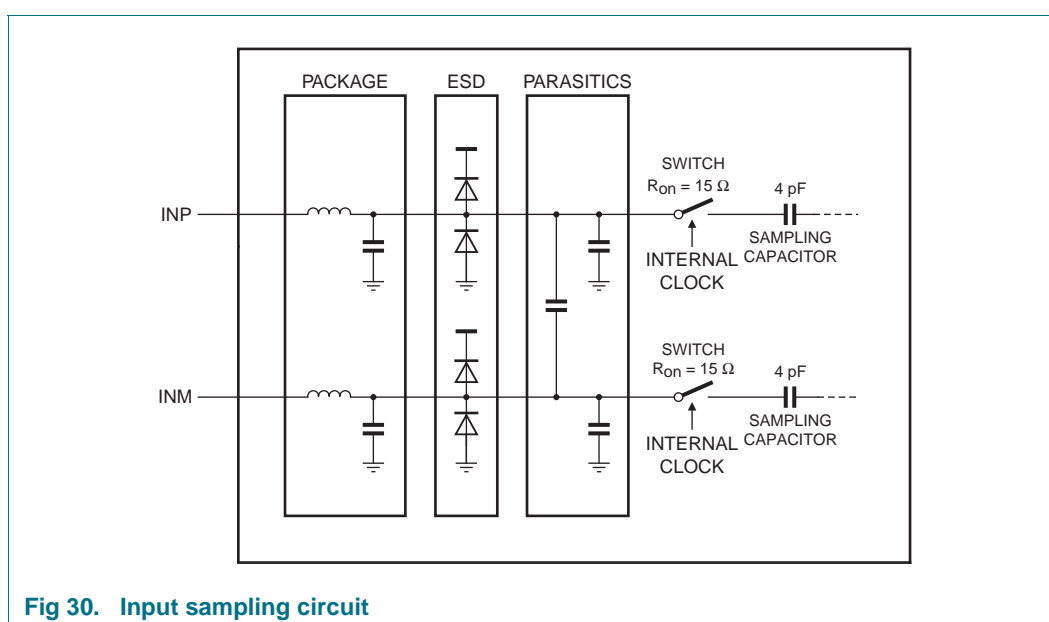 PACKAGE ESD PARASITICS
SWITCH
Ron = 15 Ω
4 pF
INP
INTERNAL
CLOCK
SAMPLING
CAPACITOR
SWITCH
Ron = 15 Ω
4 pF
INM
INTERNAL
CLOCK
SAMPLING
CAPACITOR
Fig 30. Input sampling circuit